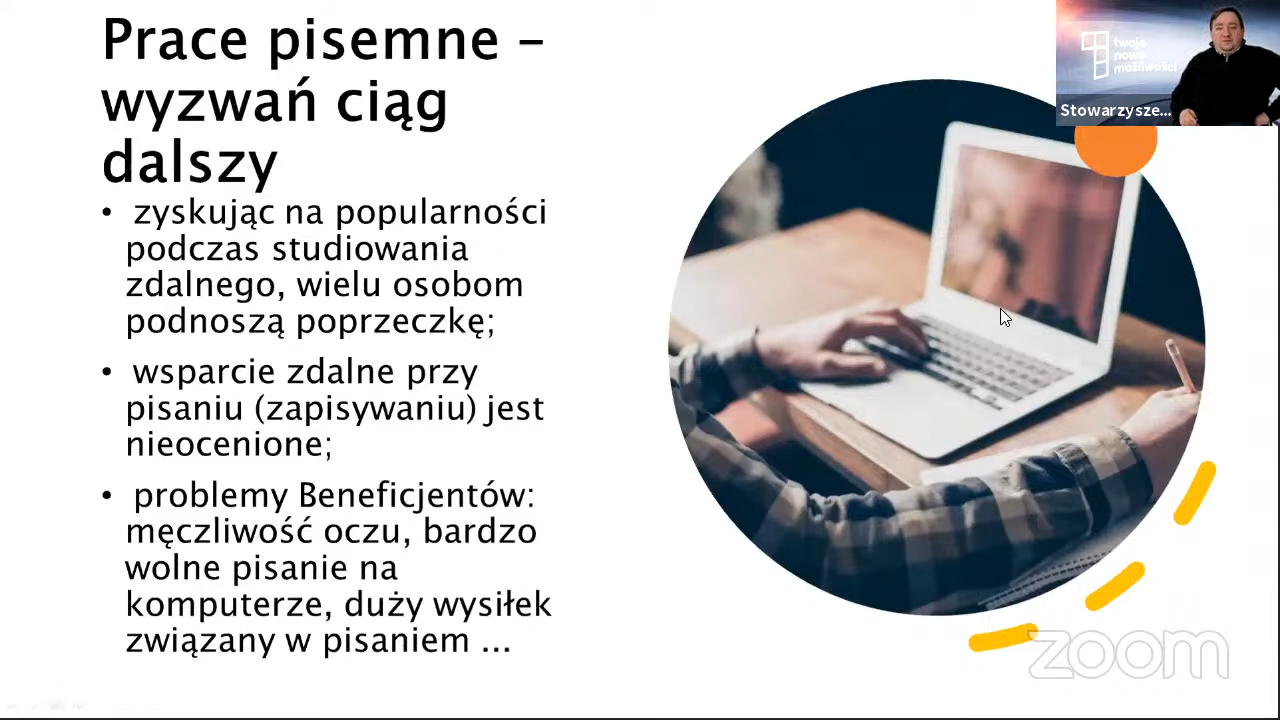 Prace pisemne –
wyzwań ciąg
dalszy
• zyskując na popularności
podczas studiowania
zdalnego, wielu osobom
podnoszą poprzeczkę;
• wsparcie zdalne przy
pisaniu (zapisywaniu) jest
nieocenione;
• problemy Beneficjentów:
męczliwość oczu, bardzo
wolne pisanie na
komputerze, duży wysiłek
związany w pisaniem ...
twoje
nowe
możliwości
Stowarzysze...
zoom